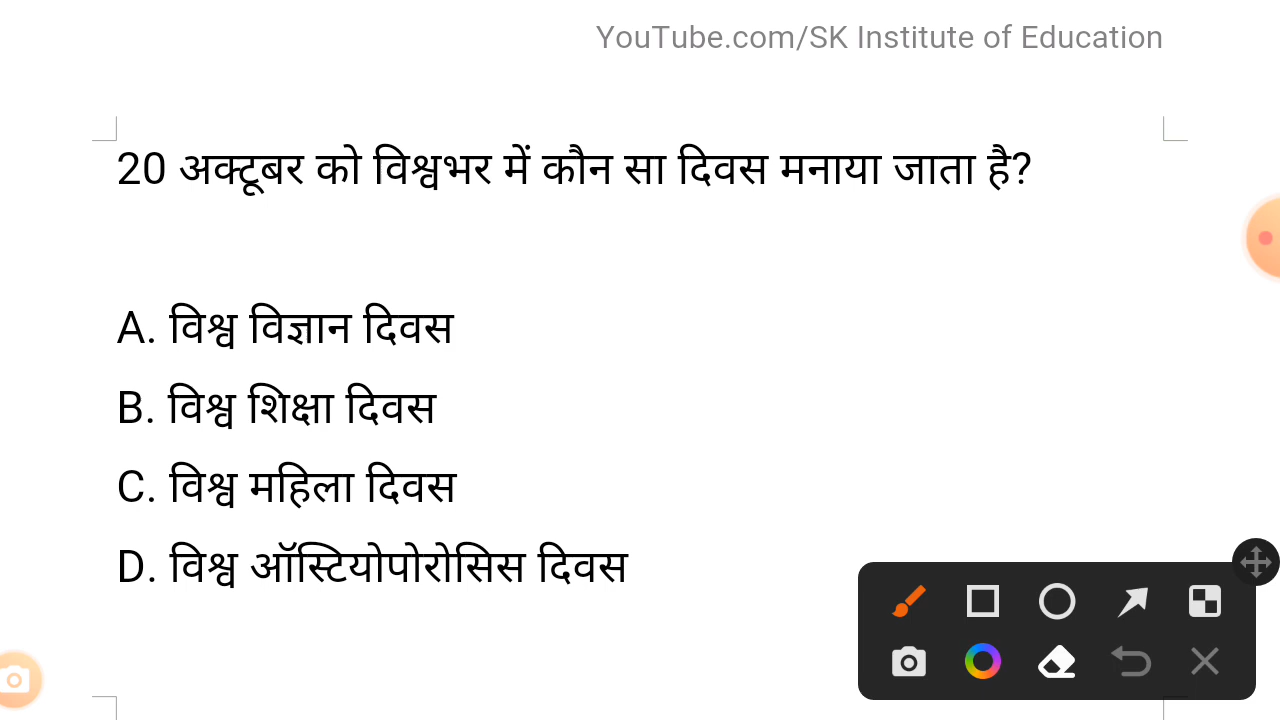 YouTube.com/SK Institute of Education
20 अक्टूबर को विश्वभर में कौन सा दिवस मनाया जाता है?
A. विश्व विज्ञान दिवस
B. विश्व शिक्षा दिवस
C. विश्व महिला दिवस
D. विश्व ऑस्टियोपोरोसिस दिवस